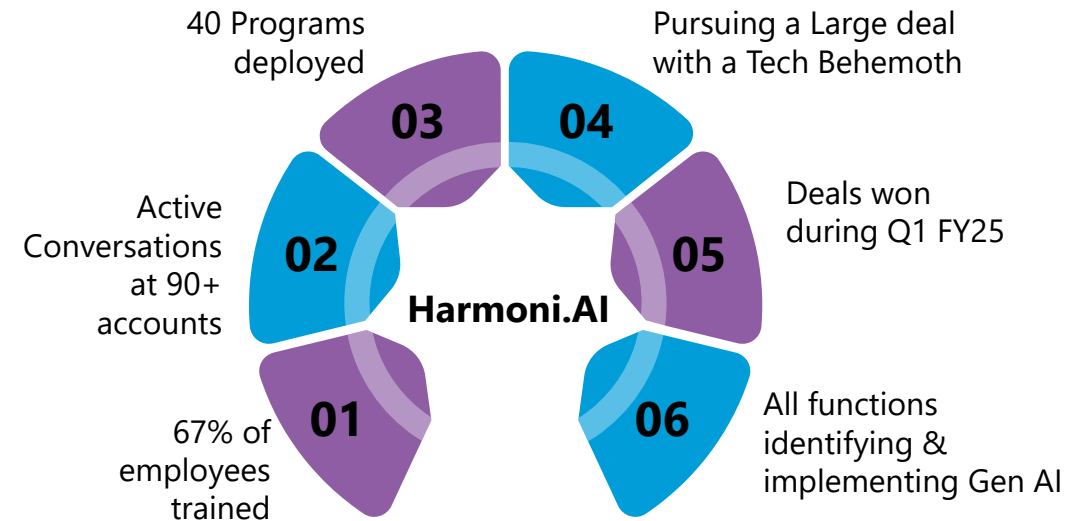 40 Programs
deployed
03
Pursuing a Large deal
with a Tech Behemoth
04
Active
Conversations
at 90+
accounts
02
Deals won
during Q1 FY25
05
Harmoni.AI
67% of
employees
trained
01
All functions
identifying &
implementing Gen AI
06